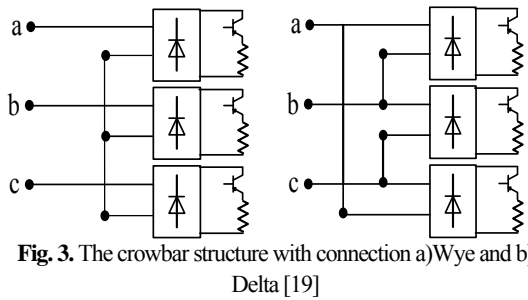 a
a
b
b
c
c
Fig. 3. The crowbar structure with connection a)Wye and b)
Delta [19]